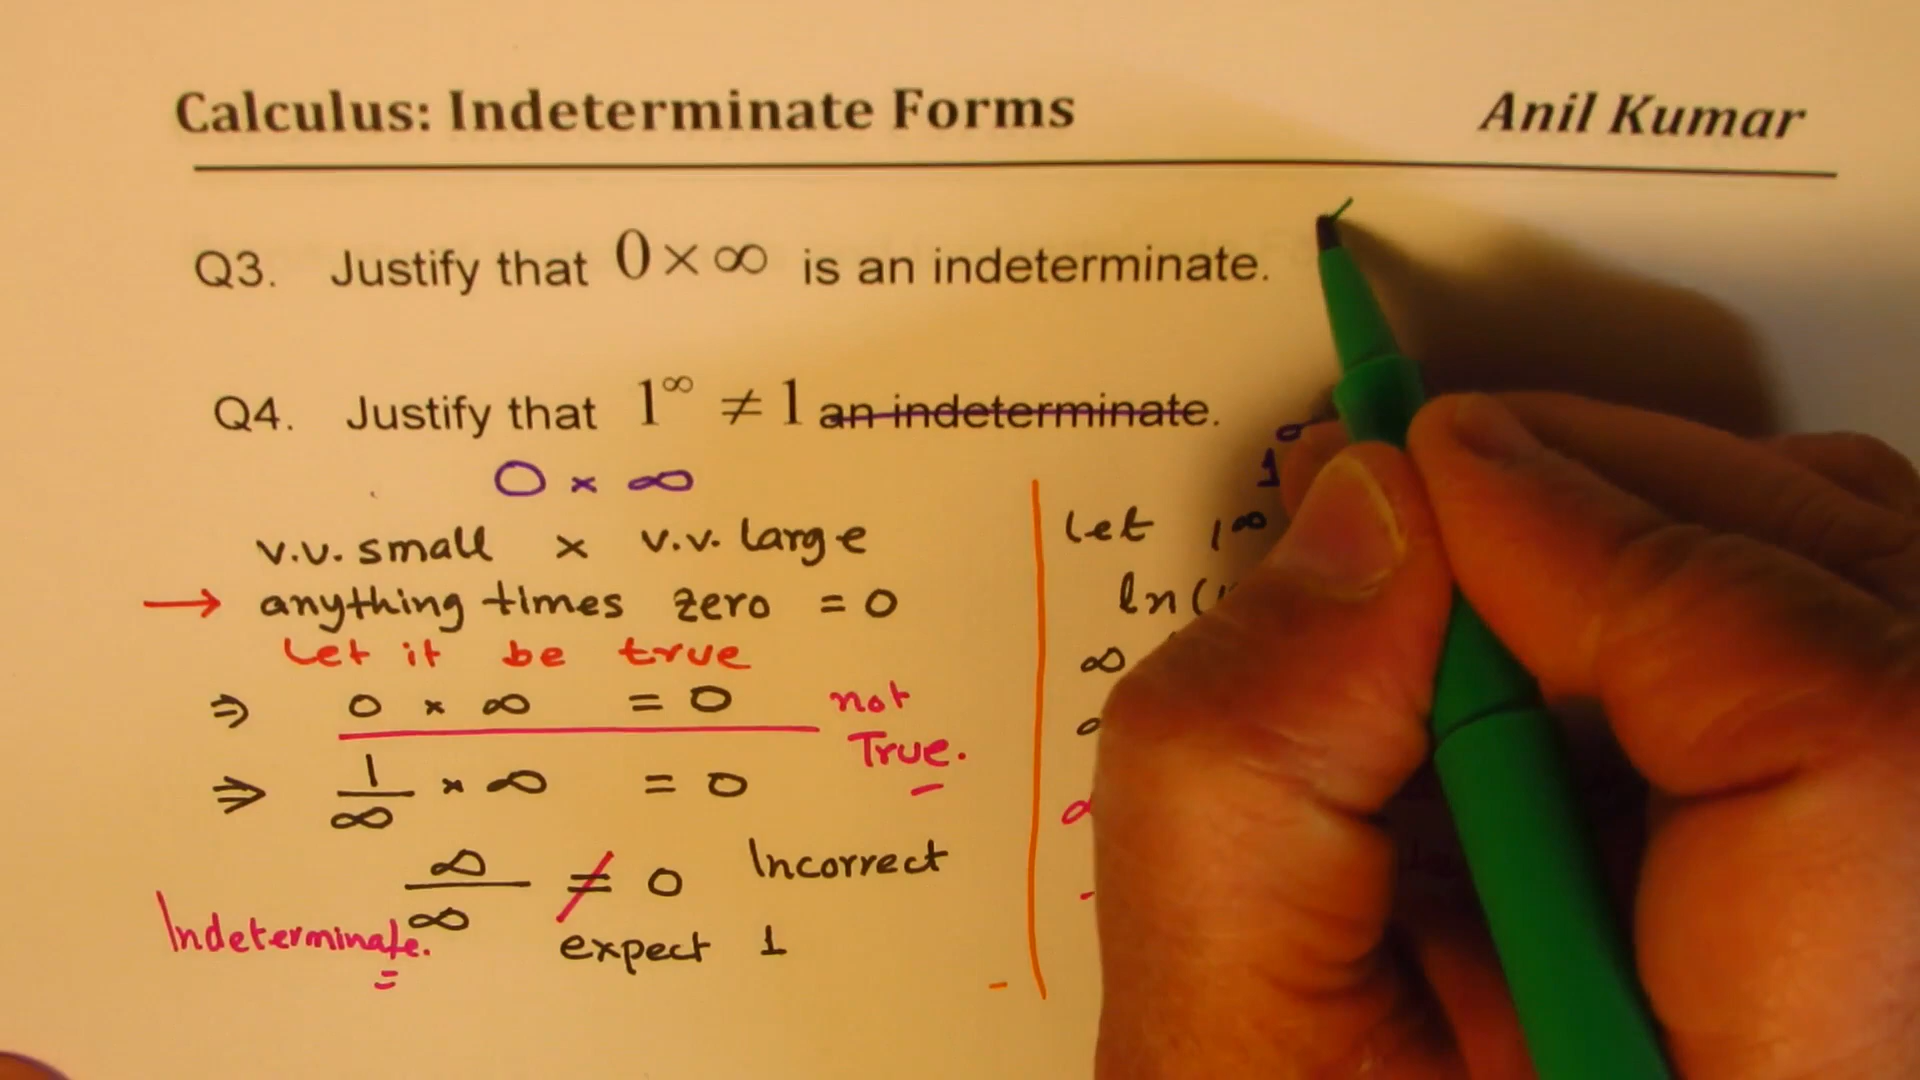 Calculus: Indeterminate Forms Anil Kumar
Q3. Justify that 0 × ∞ is an indeterminate.
Q4. Justify that 1^∞ ≠ 1 an indeterminate.
0 × ∞
v.v. small × v.v. large
→ anything times zero = 0
Let it be true
⇒ 0 × ∞ = 0 not True.
⇒ 1/∞ × ∞ = 0
∞/∞ ≠ 0 Incorrect
Indeterminate.
expect 1
1
Let 1^∞
ln(
∞